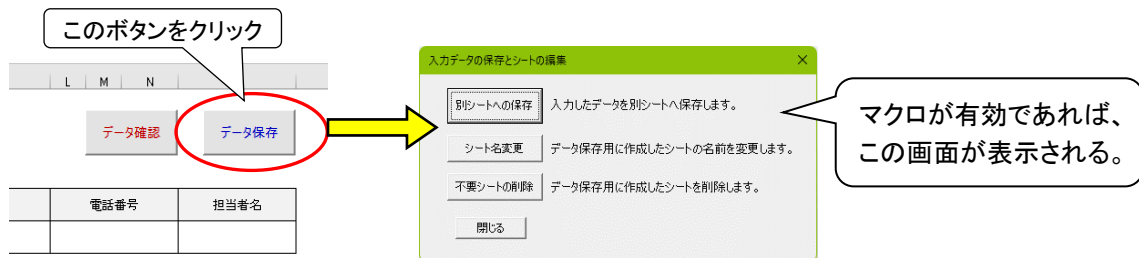 このボタンをクリック
L M N
データ確認
データ保存
電話番号
担当者名
入力データの保存とシートの編集
別シートへの保存 入力したデータを別シートへ保存します。
シート名変更 データ保存用に作成したシートの名前を変更します。
不要シートの削除 データ保存用に作成したシートを削除します。
閉じる
マクロが有効であれば、
この画面が表示される。